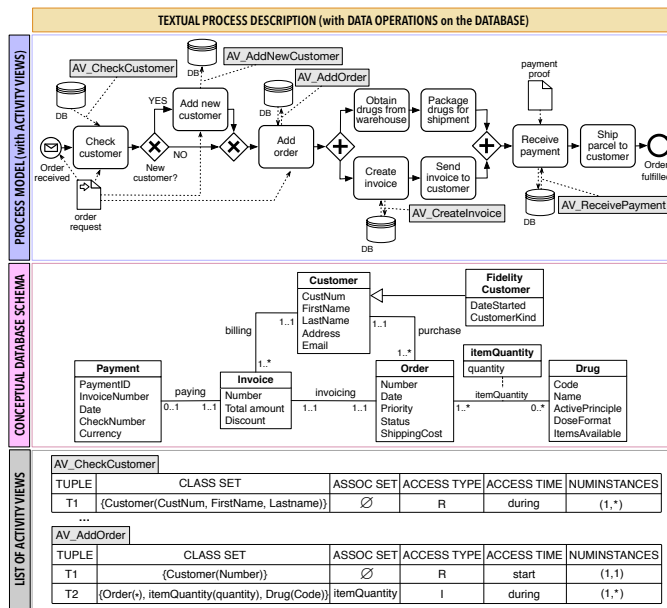 TEXTUAL PROCESS DESCRIPTION (with DATA OPERATIONS on the DATABASE)
PROCESS MODEL (with ACTIVITY VIEWS)
AV_CheckCustomer
AV_AddNewCustomer
AV_AddOrder
DB
DB
DB
YES
Add new
customer
Check
customer
NO
New
customer?
Order
received
order
request
Add
order
Obtain
drugs from
warehouse
Package
drugs for
shipment
Create
invoice
Send
invoice to
customer
AV_CreateInvoice
DB
payment
proof
Receive
payment
Ship
parcel to
customer
Order
fulfilled
AV_ReceivePayment
DB
CONCEPTUAL DATABASE SCHEMA
Customer
CustNum
FirstName
LastName
Address
Email
Fidelity
Customer
DateStarted
CustomerKind
billing
1..1
1..1
purchase
1..*
1..*
Payment
PaymentID
InvoiceNumber
Date
CheckNumber
Currency
paying
0..1
1..1
Invoice
Number
Total amount
Discount
invoicing
1..1
1..1
Order
Number
Date
Priority
Status
ShippingCost
itemQuantity
quantity
itemQuantity
1..*
0..*
Drug
Code
Name
ActivePrinciple
DoseFormat
ItemsAvailable
LIST OF ACTIVITY VIEWS
AV_CheckCustomer
TUPLE CLASS SET ASSOC SET ACCESS TYPE ACCESS TIME NUMINSTANCES
T1 {Customer(CustNum, FirstName, Lastname)} ∅ R during (1,*)
...
AV_AddOrder
TUPLE CLASS SET ASSOC SET ACCESS TYPE ACCESS TIME NUMINSTANCES
T1 {Customer(Number)} ∅ R start (1,1)
T2 {Order(*), itemQuantity(quantity), Drug(Code)} itemQuantity I during (1,*)